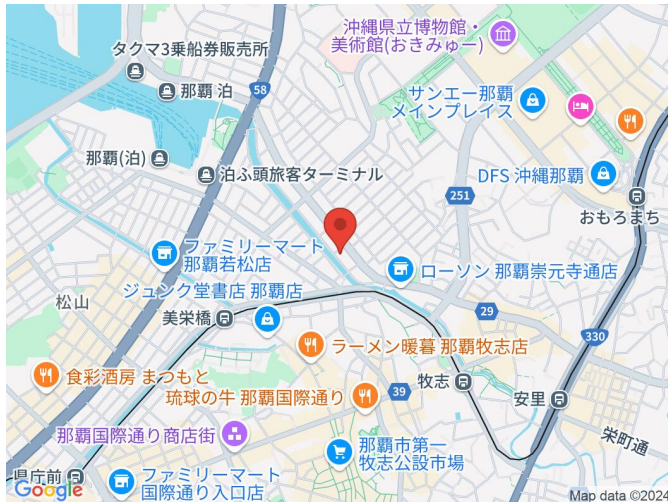 沖縄県立博物館・
美術館(おきみゅー)
タクマ3乗船券販売所
那覇 泊
58
サンエー那覇
メインプレイス
那覇(泊)
泊ふ頭旅客ターミナル
DFS 沖縄那覇
251
おもろまち
ファミリーマート
那覇若松店
ローソン 那覇崇元寺通店
ジュンク堂書店 那覇店
松山
美栄橋
29
330
ラーメン暖暮 那覇牧志店
食彩酒房 まつもと
琉球の牛 那覇国際通り
39
牧志
安里
那覇国際通り商店街
那覇市第一
牧志公設市場
栄町通
県庁前
ファミリーマート
国際通り入口店
Google
Map data ©2024